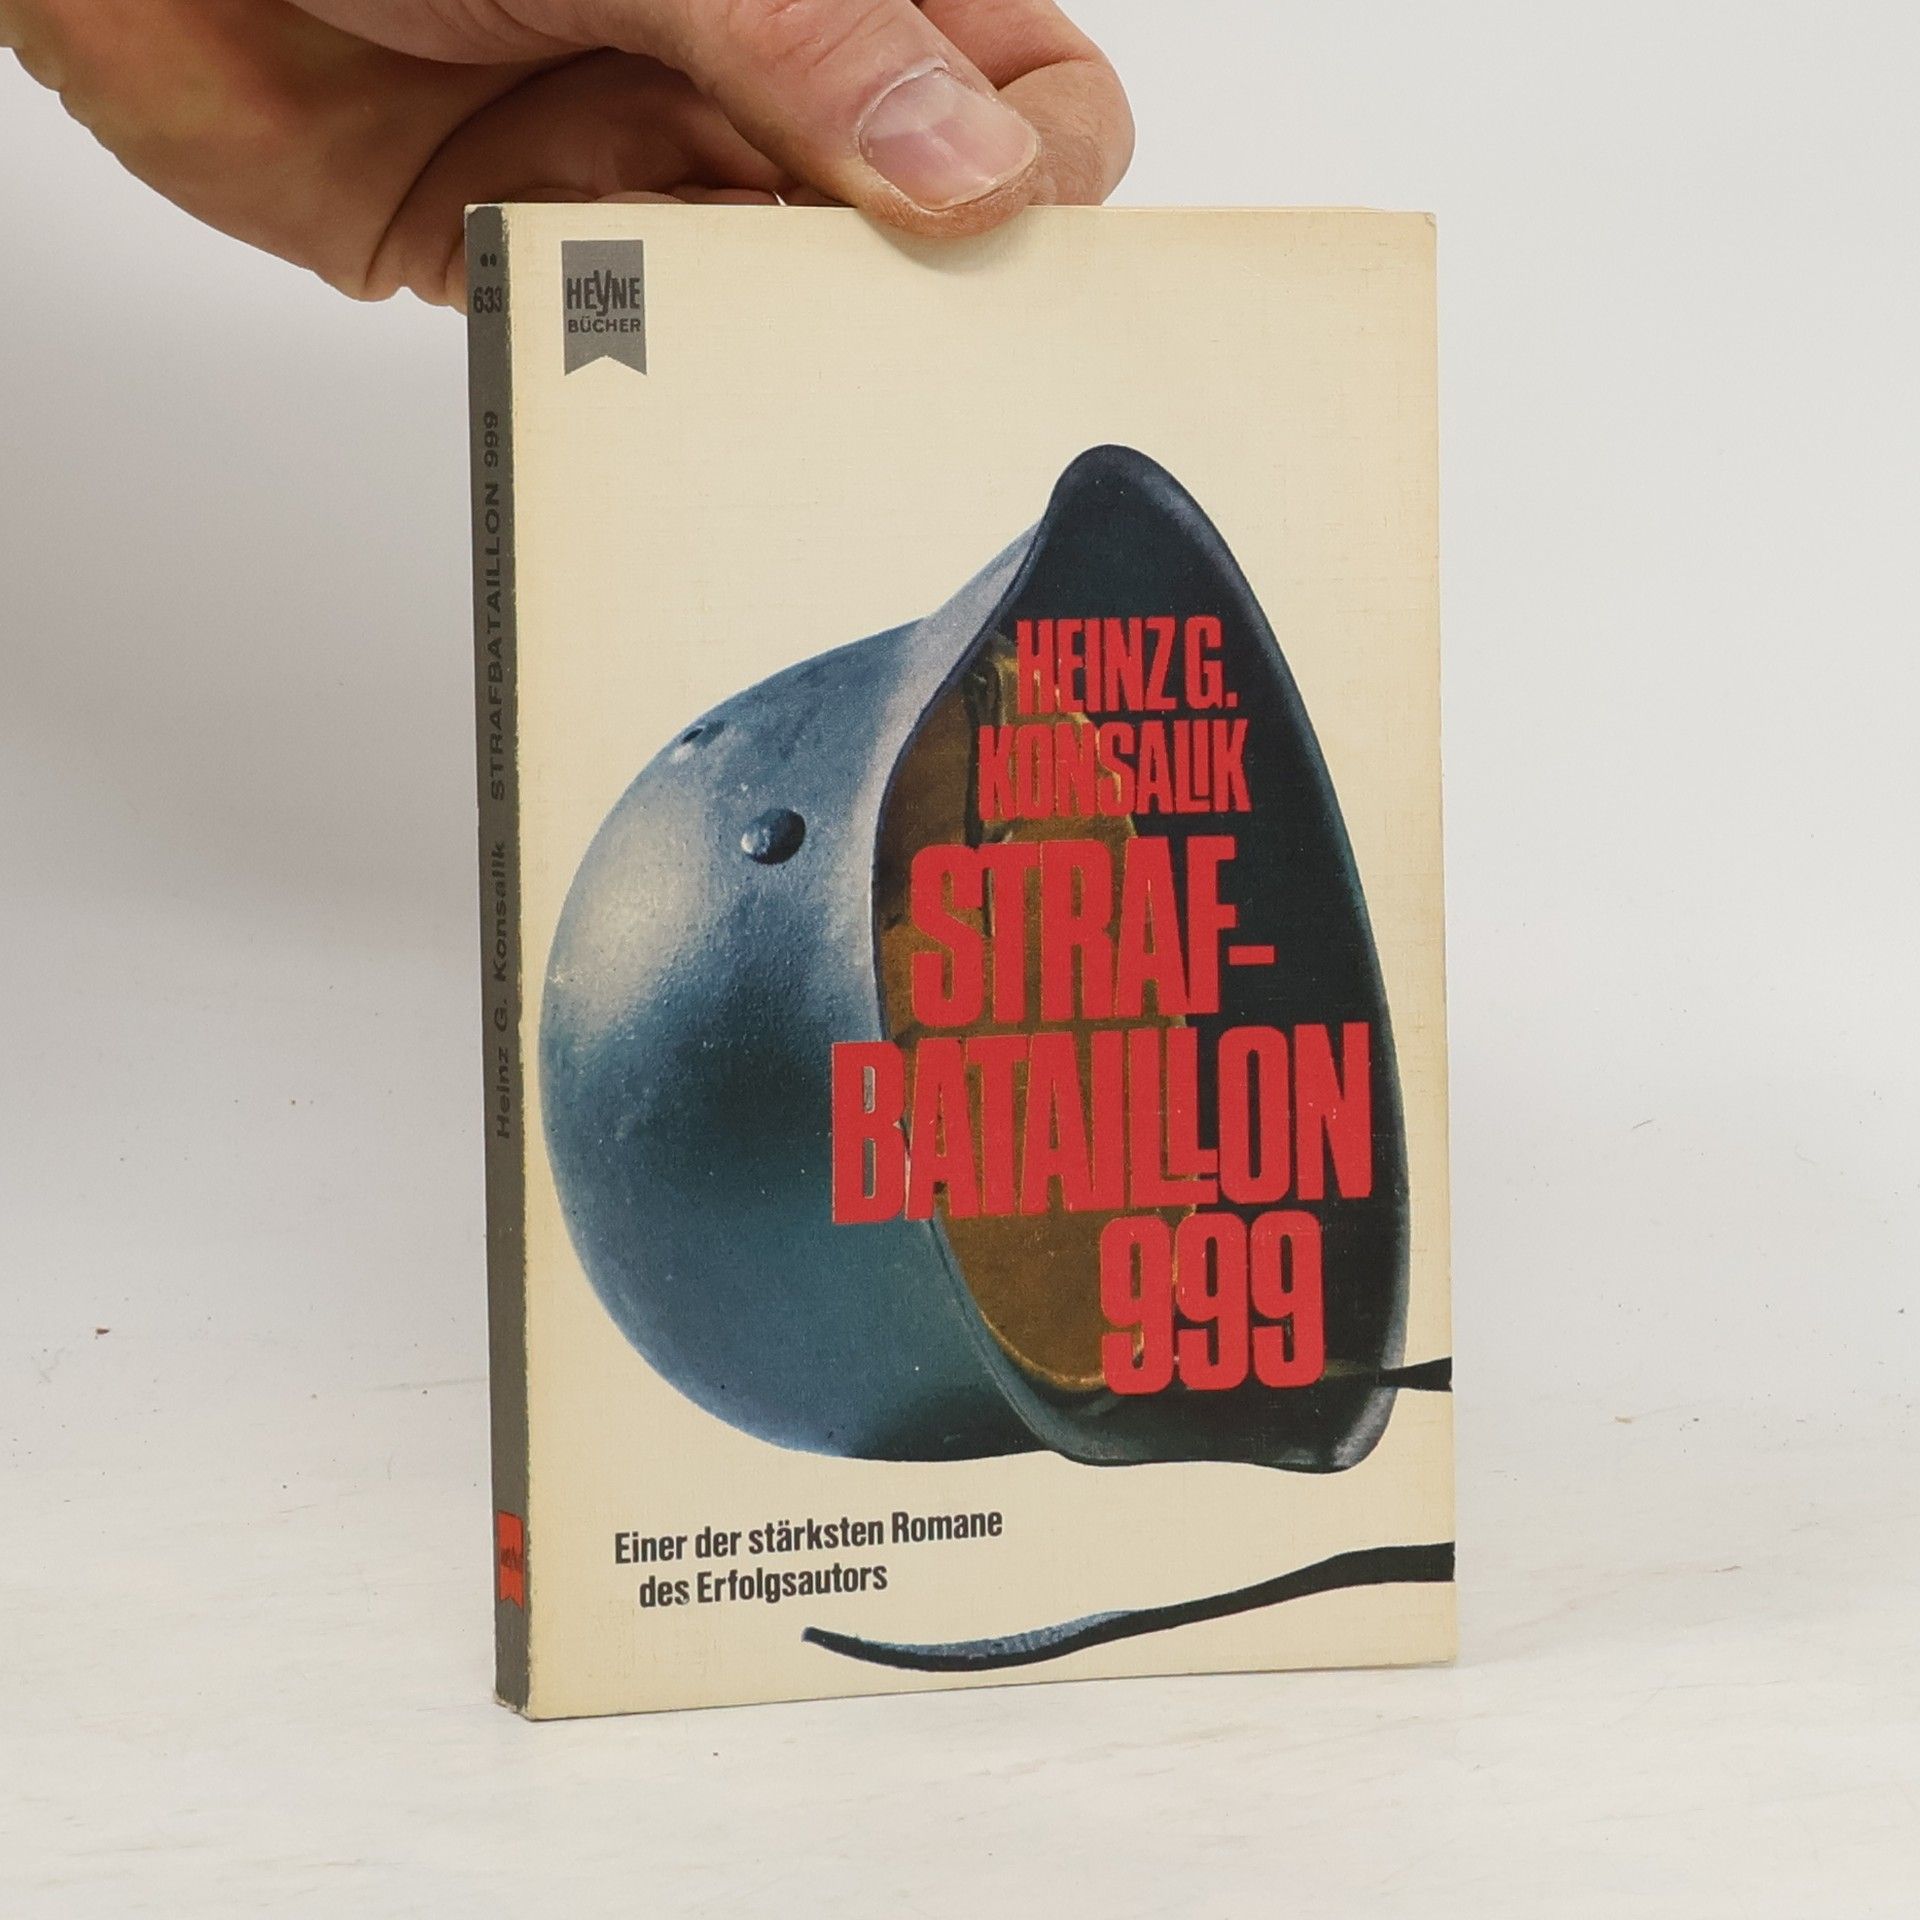 HEYNE
BÜCHER
633
Heinz G. Konsalik STRAFBATAILLON 999
HEINZ G.
KONSALIK
STRAF-
BATAILLON
999
Einer der stärksten Romane
des Erfolgsautors